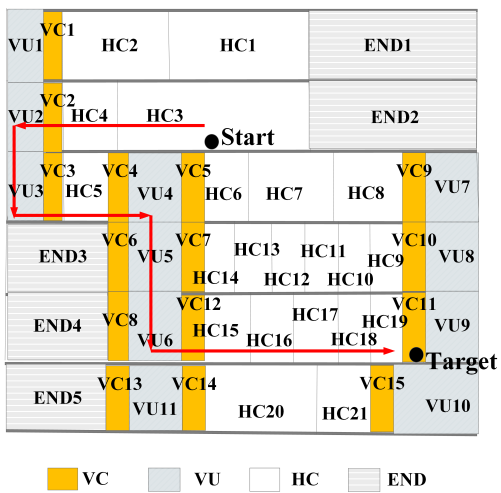 VU1 VC1 HC2 HC1 END1
VU2 VC2 HC4 HC3 END2
Start
VU3 VC3 HC5 VC4 VU4 VC5 HC6 HC7 HC8 VC9 VU7
END3 VC6 VU5 VC7 HC14 HC13 HC12 HC11 HC10 HC9 VC10 VU8
END4 VC8 VU6 VC12 HC15 HC16 HC17 HC18 HC19 VC11 VU9
Target
END5 VC13 VU11 VC14 HC20 HC21 VC15 VU10
VC VU HC END